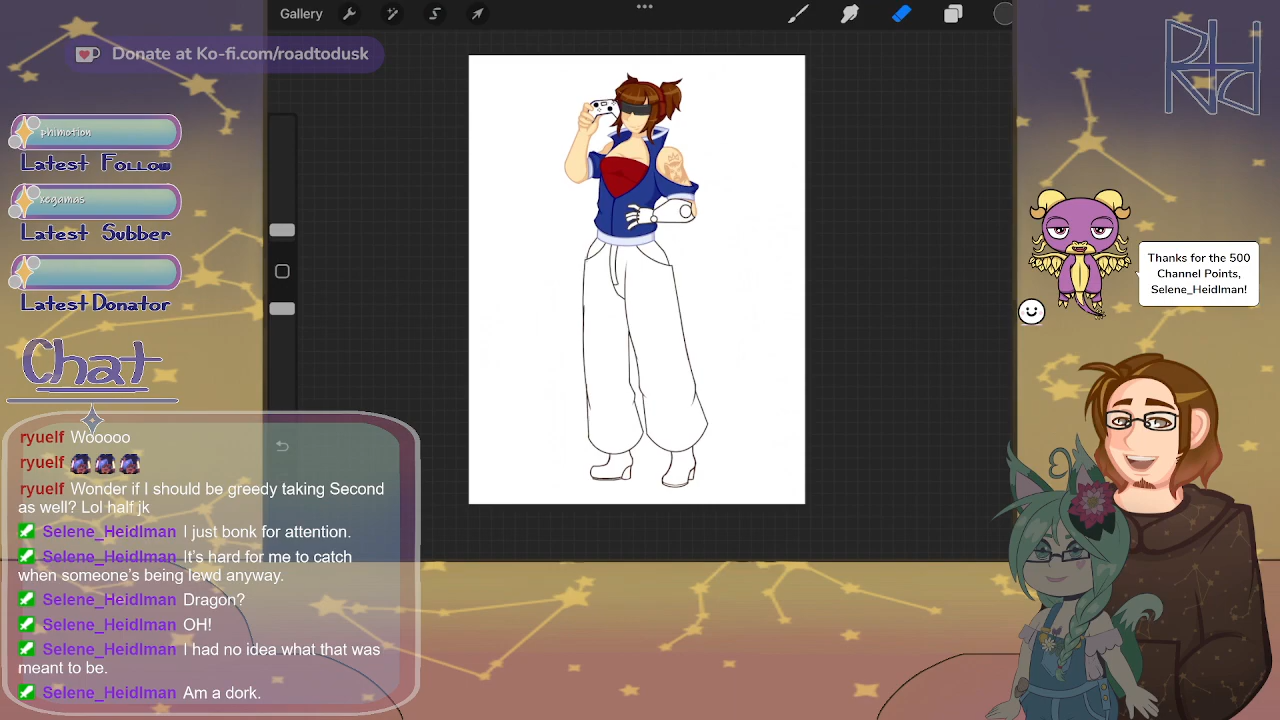 Gallery
Donate at Ko-fi.com/roadtodusk
phimotion
Latest Follow
xcgamas
Latest Subber
Latest Donator
Chat
ryuelf Wooooo
ryuelf
ryuelf Wonder if I should be greedy taking Second
as well? Lol half jk
Selene_Heidlman I just bonk for attention.
Selene_Heidlman It's hard for me to catch
when someone's being lewd anyway.
Selene_Heidlman Dragon?
Selene_Heidlman OH!
Selene_Heidlman I had no idea what that was
meant to be.
Selene_Heidlman Am a dork.
Thanks for the 500
Channel Points,
Selene_Heidlman!